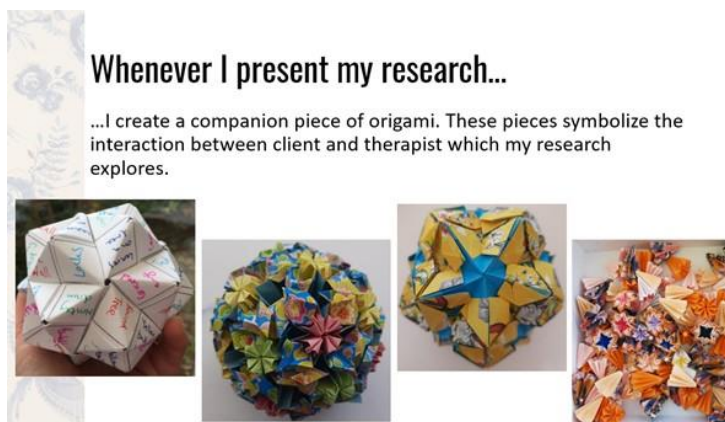 Whenever I present my research...
...I create a companion piece of origami. These pieces symbolize the
interaction between client and therapist which my research
explores.